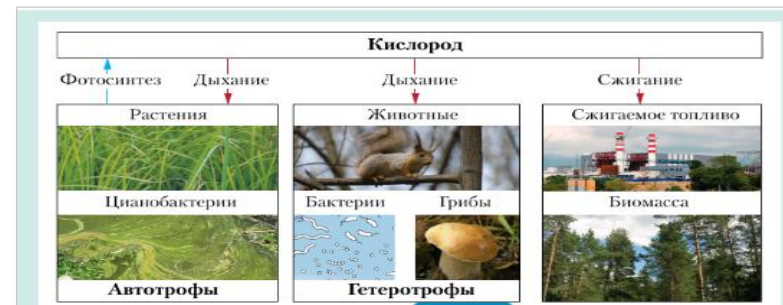 Кислород
Фотосинтез Дыхание Дыхание Сжигание
Растения Животные Сжигаемое топливо
Цианобактерии Бактерии Грибы Биомасса
Автотрофы Гетеротрофы